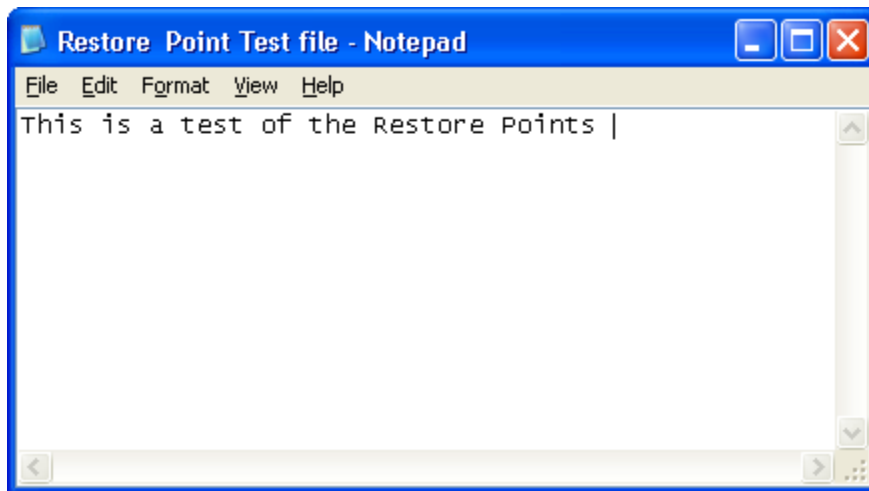 Restore  Point Test file - Notepad
File Edit Format View Help
This is a test of the Restore Points